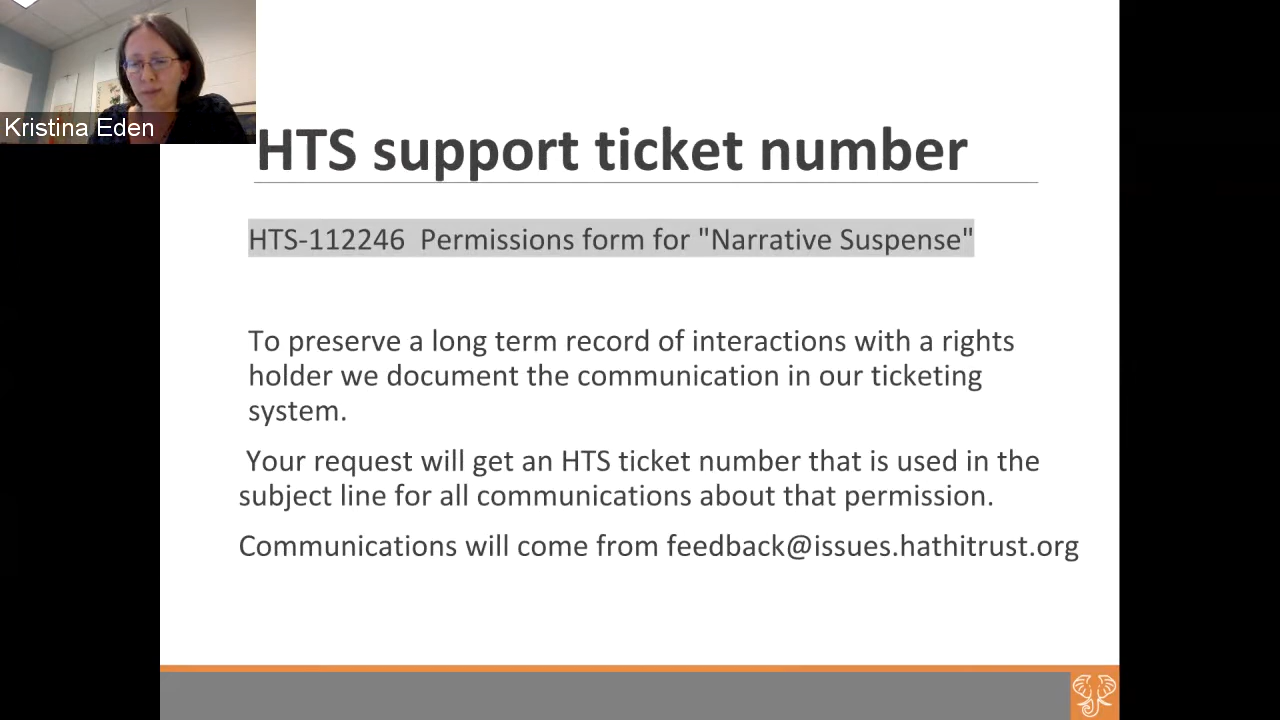 Kristina Eden
HTS support ticket number
HTS-112246  Permissions form for "Narrative Suspense"
To preserve a long term record of interactions with a rights
holder we document the communication in our ticketing
system.
Your request will get an HTS ticket number that is used in the
subject line for all communications about that permission.
Communications will come from feedback@issues.hathitrust.org